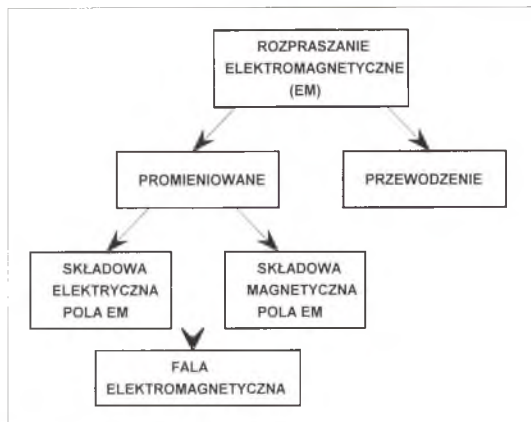 ROZPRASZANIE
ELEKTROMAGNETYCZNE
(EM)
PROMIENIOWANE
PRZEWODZENIE
SKŁADOWA
ELEKTRYCZNA
POLA EM
SKŁADOWA
MAGNETYCZNA
POLA EM
FALA
ELEKTROMAGNETYCZNA